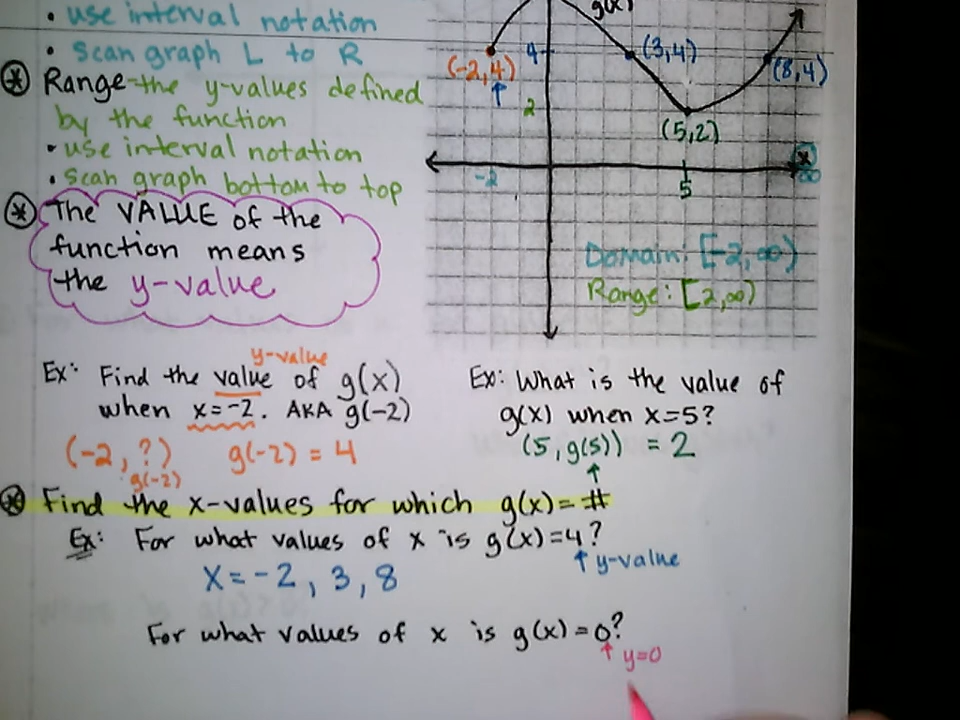 • use interval notation
• scan graph L to R
* Range - the y-values defined
by the function
• use interval notation
• scan graph bottom to top
* The VALUE of the
function means
the y-value
g(x)
(-2,4)
4
(3,4)
(8,4)
2
(5,2)
-2
5
x
∞
Domain: [-2, ∞)
Range: [2, ∞)
y-value
Ex: Find the value of g(x)
when x=-2. AKA g(-2)
(-2, ?) g(-2) = 4
g(-2)
Ex: What is the value of
g(x) when x=5?
(5, g(5)) = 2
* Find the x-values for which g(x)=#
Ex: For what values of x is g(x)=4?
↑ y-value
X = -2, 3, 8
For what values of x is g(x)=0?
↑ y=0